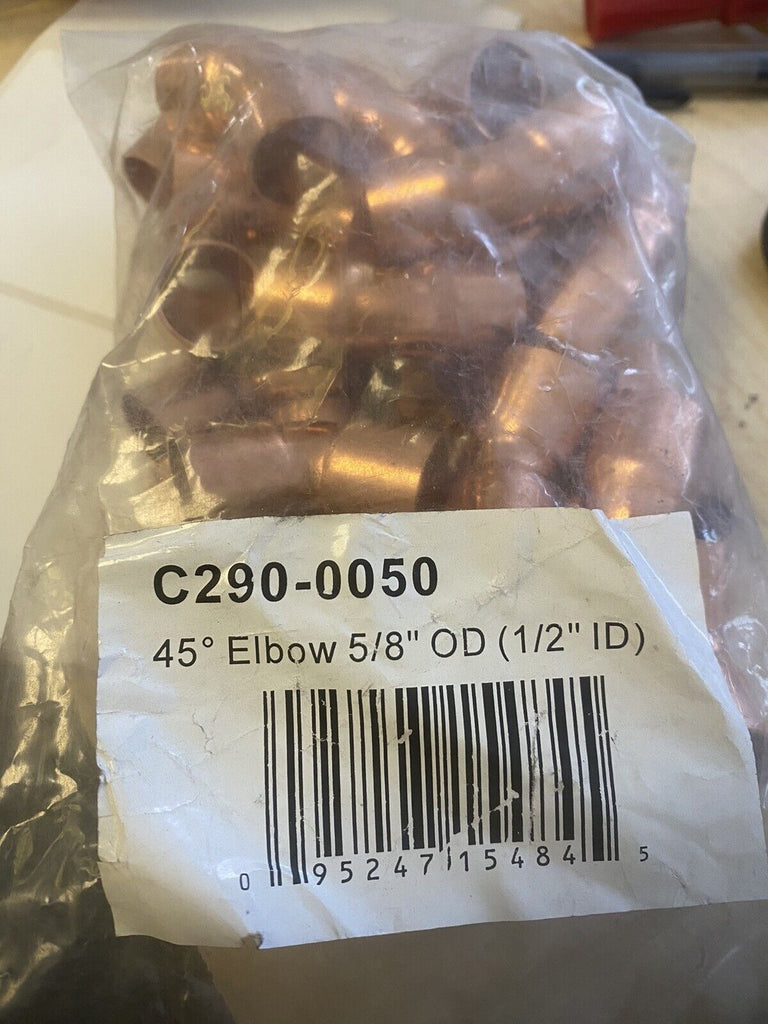 C290-0050
45° Elbow 5/8" OD (1/2" ID)
0 95247 15484 5